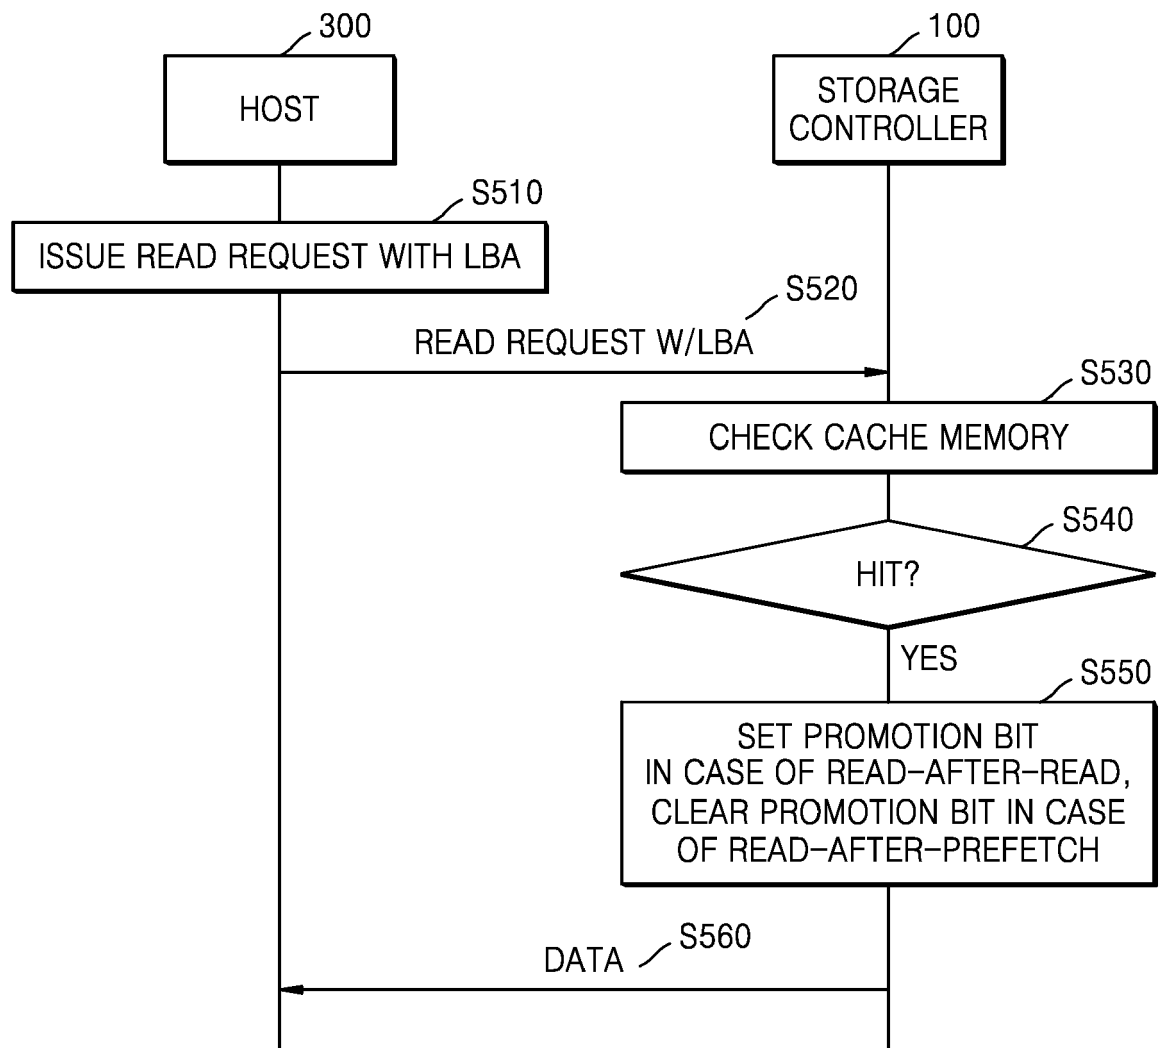 300
100
HOST
STORAGE
CONTROLLER
S510
ISSUE READ REQUEST WITH LBA
S520
READ REQUEST W/LBA
S530
CHECK CACHE MEMORY
S540
HIT?
YES
S550
SET PROMOTION BIT
IN CASE OF READ-AFTER-READ,
CLEAR PROMOTION BIT IN CASE
OF READ-AFTER-PREFETCH
S560
DATA